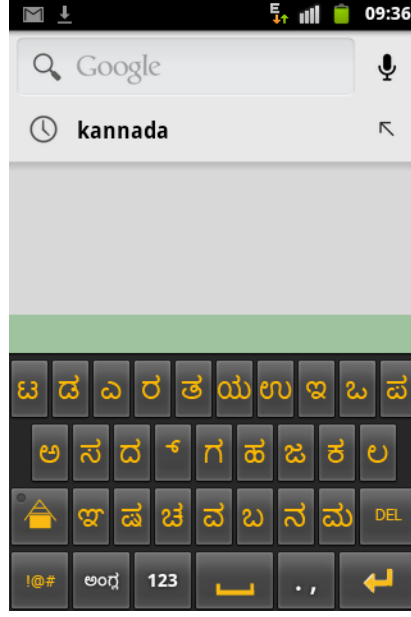 E 09:36
Google
kannada
ಟ ಡ ಎ ರ ತ ಯ ಉ ಇ ಒ ಪ
ಅ ಸ ದ ್ ಗ ಹ ಜ ಕ ಲ
ಞ ಷ ಚ ವ ಬ ನ ಮ DEL
!@# ಅಂಗ್ಲ 123 . ,